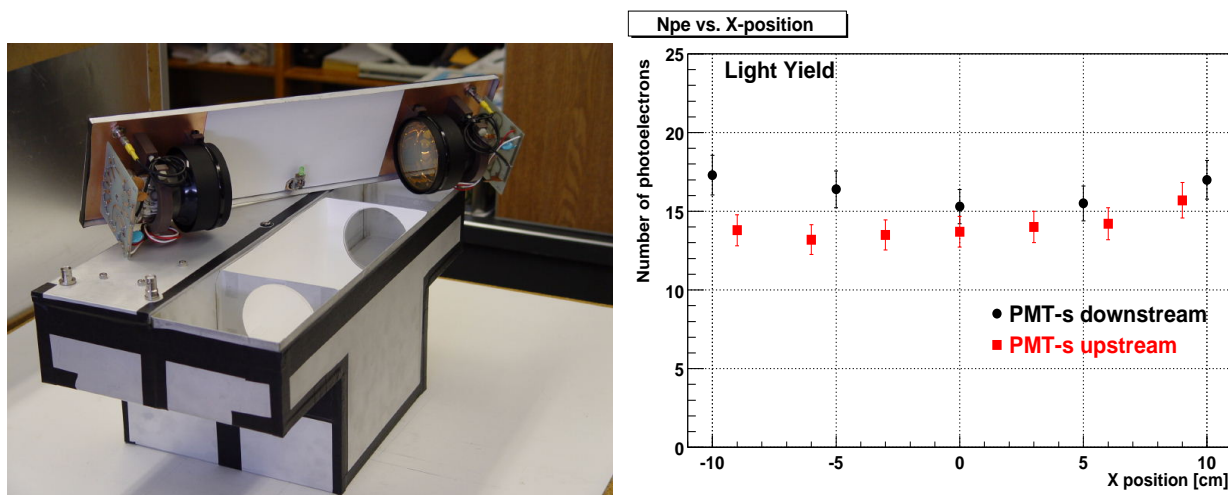 Npe vs. X-position
Light Yield
Number of photoelectrons
25
20
15
10
5
0
PMT-s downstream
PMT-s upstream
-10 -5 0 5 10
X position [cm]